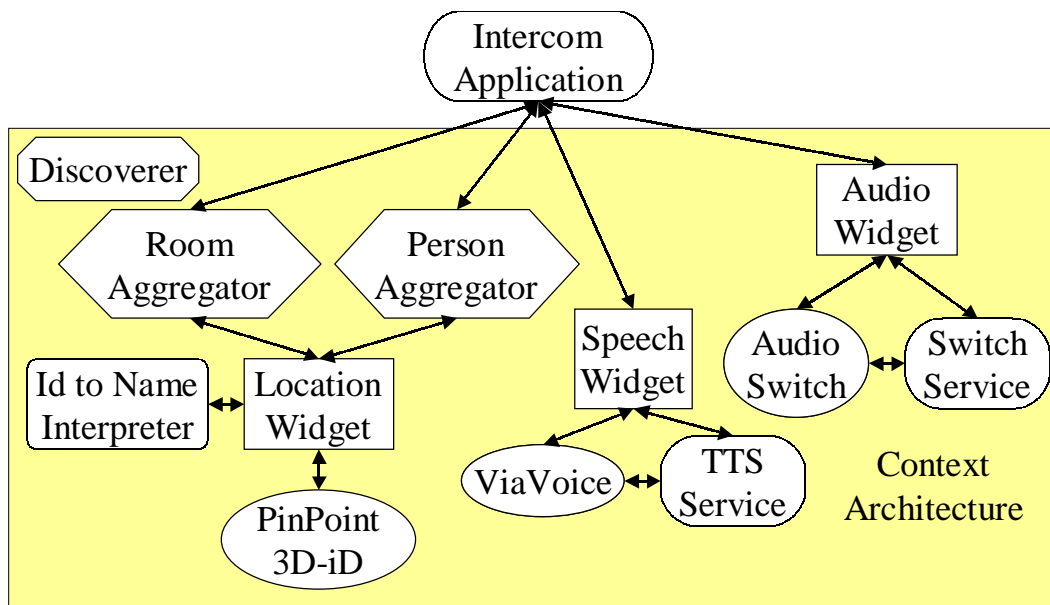 Intercom
Application
Discoverer
Room
Aggregator
Person
Aggregator
Audio
Widget
Speech
Widget
Audio
Switch
Switch
Service
Id to Name
Interpreter
Location
Widget
ViaVoice
TTS
Service
Context
Architecture
PinPoint
3D-iD